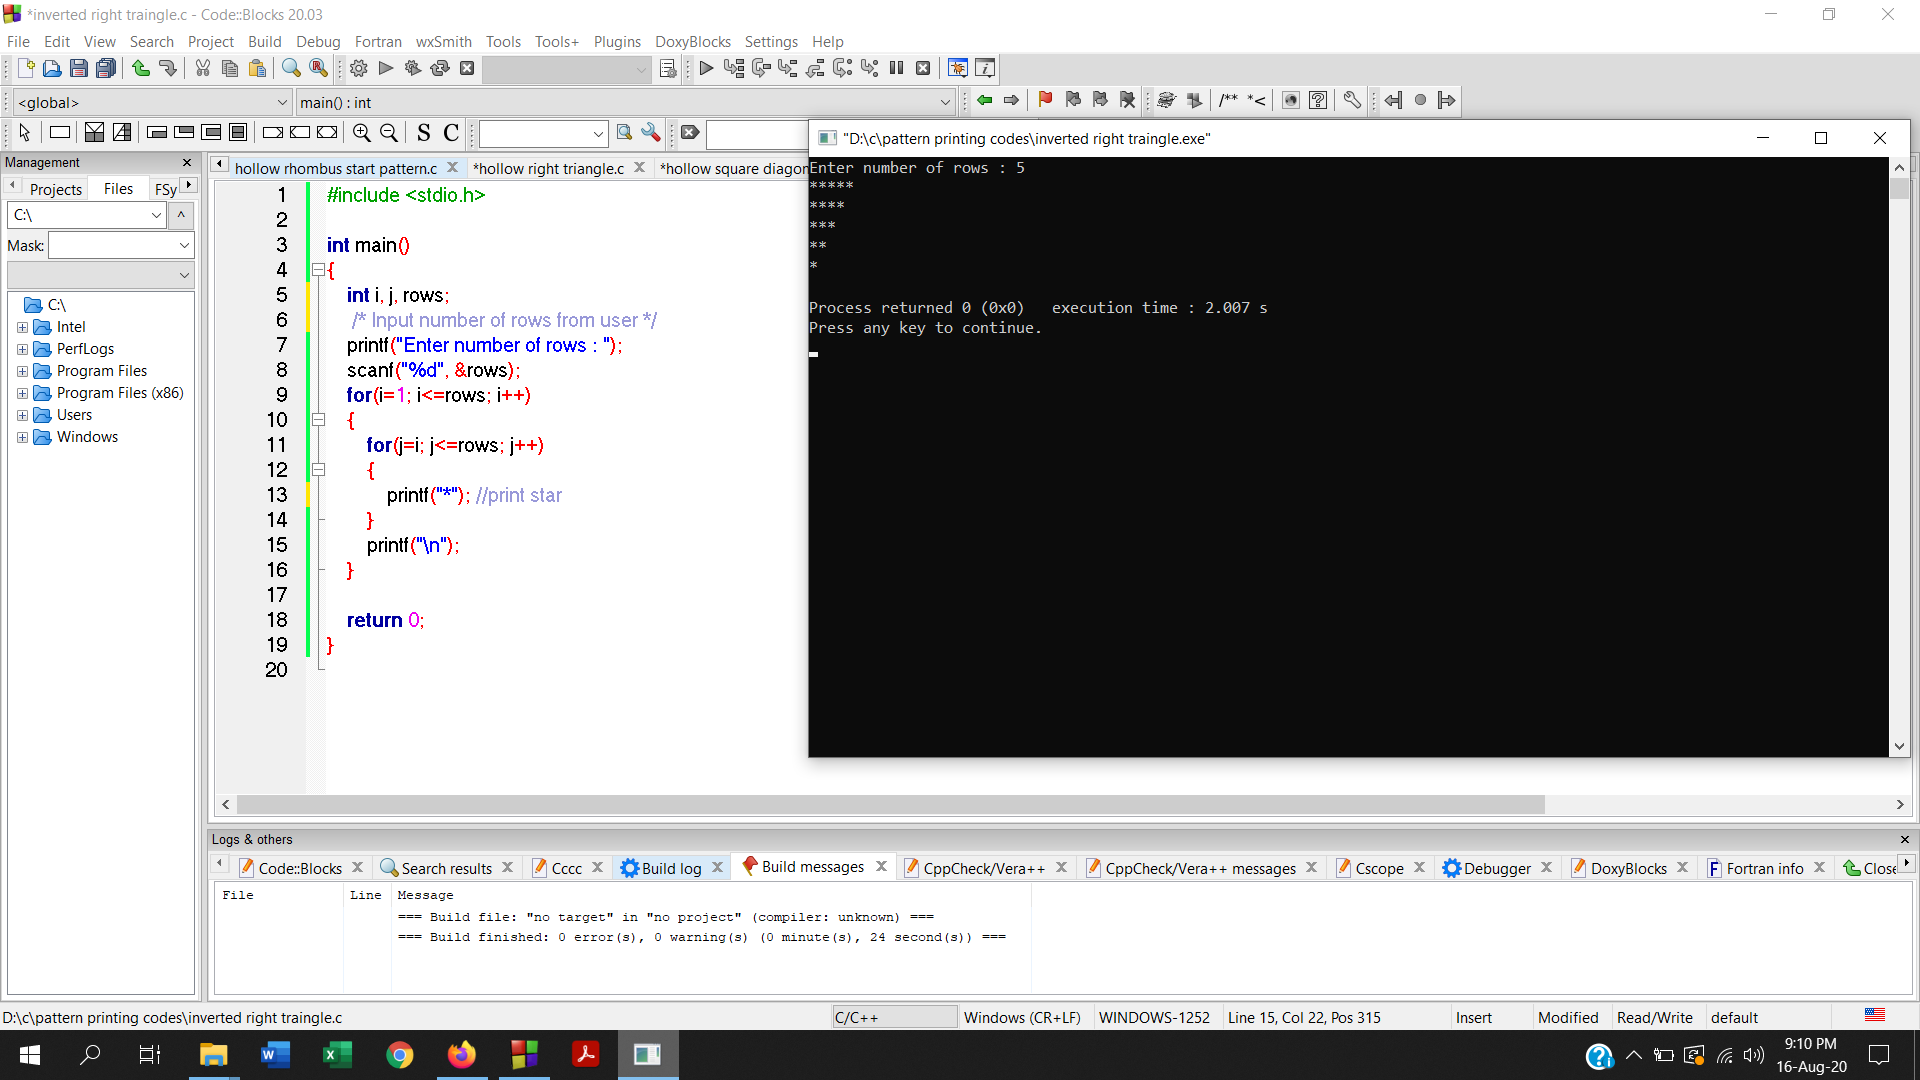 *inverted right traingle.c - Code::Blocks 20.03
File Edit View Search Project Build Debug Fortran wxSmith Tools Tools+ Plugins DoxyBlocks Settings Help
<global> main() : int /** *<
S C
Management
Projects Files FSy
C:\
Mask:
C:\
Intel
PerfLogs
Program Files
Program Files (x86)
Users
Windows
hollow rhombus start pattern.c *hollow right triangle.c *hollow square diagon
1 #include <stdio.h>
2
3 int main()
4 {
5 int i, j, rows;
6 /* Input number of rows from user */
7 printf("Enter number of rows : ");
8 scanf("%d", &rows);
9 for(i=1; i<=rows; i++)
10 {
11 for(j=i; j<=rows; j++)
12 {
13 printf("*"); //print star
14 }
15 printf("\n");
16 }
17
18 return 0;
19 }
20
"D:\c\pattern printing codes\inverted right traingle.exe"
Enter number of rows : 5
*****
****
***
**
*
Process returned 0 (0x0)   execution time : 2.007 s
Press any key to continue.
Logs & others
Code::Blocks Search results Cccc Build log Build messages CppCheck/Vera++ CppCheck/Vera++ messages Cscope Debugger DoxyBlocks Fortran info Close
File Line Message
=== Build file: "no target" in "no project" (compiler: unknown) ===
=== Build finished: 0 error(s), 0 warning(s) (0 minute(s), 24 second(s)) ===
D:\c\pattern printing codes\inverted right traingle.c C/C++ Windows (CR+LF) WINDOWS-1252 Line 15, Col 22, Pos 315 Insert Modified Read/Write default
9:10 PM
16-Aug-20